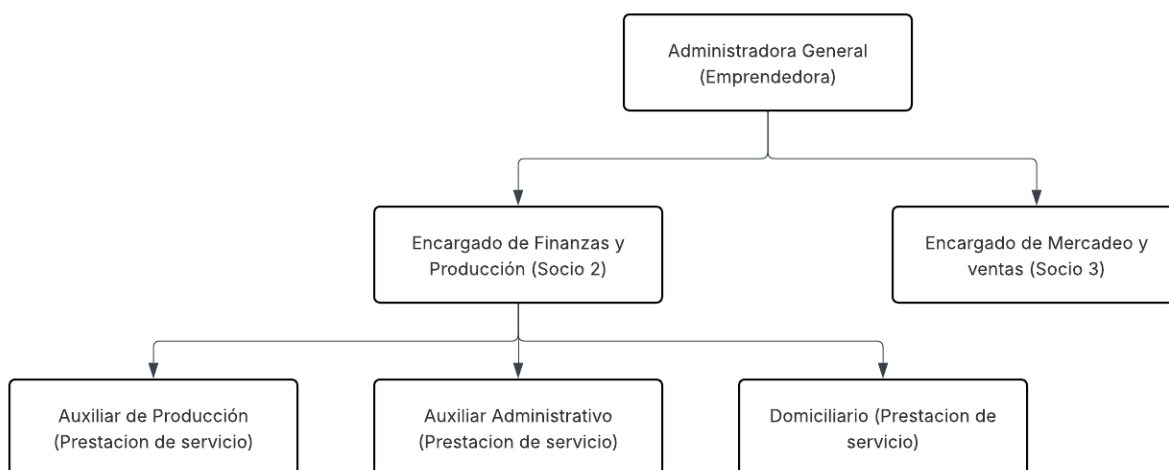 Administradora General
(Emprendedora)
Encargado de Finanzas y
Producción (Socio 2)
Encargado de Mercadeo y
ventas (Socio 3)
Auxiliar de Producción
(Prestacion de servicio)
Auxiliar Administrativo
(Prestacion de servicio)
Domiciliario (Prestacion de
servicio)